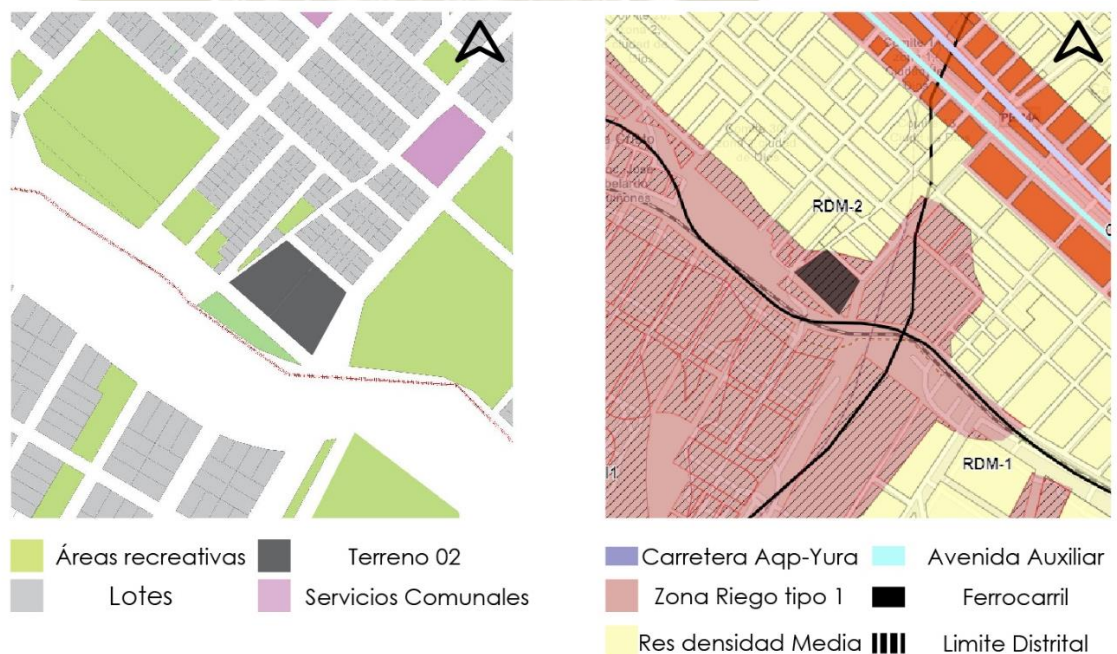 RDM-2
RDM-1
Áreas recreativas
Terreno 02
Lotes
Servicios Comunales
Carretera Aqp-Yura
Avenida Auxiliar
Zona Riego tipo 1
Ferrocarril
Res densidad Media
Limite Distrital